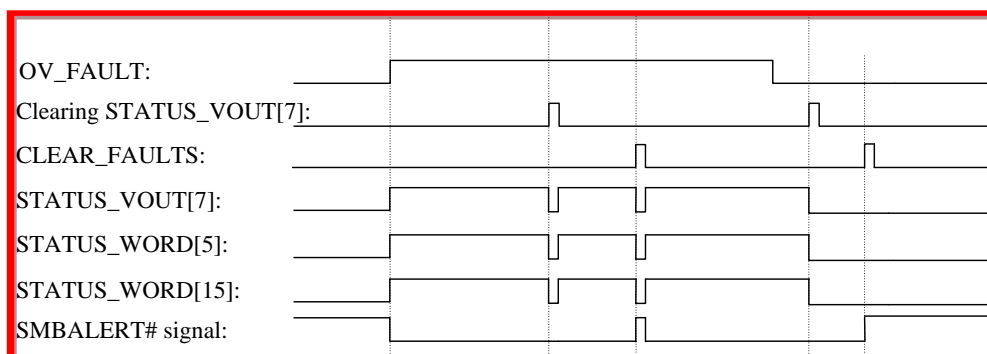 OV_FAULT:
Clearing STATUS_VOUT[7]:
CLEAR_FAULTS:
STATUS_VOUT[7]:
STATUS_WORD[5]:
STATUS_WORD[15]:
SMBALERT# signal: